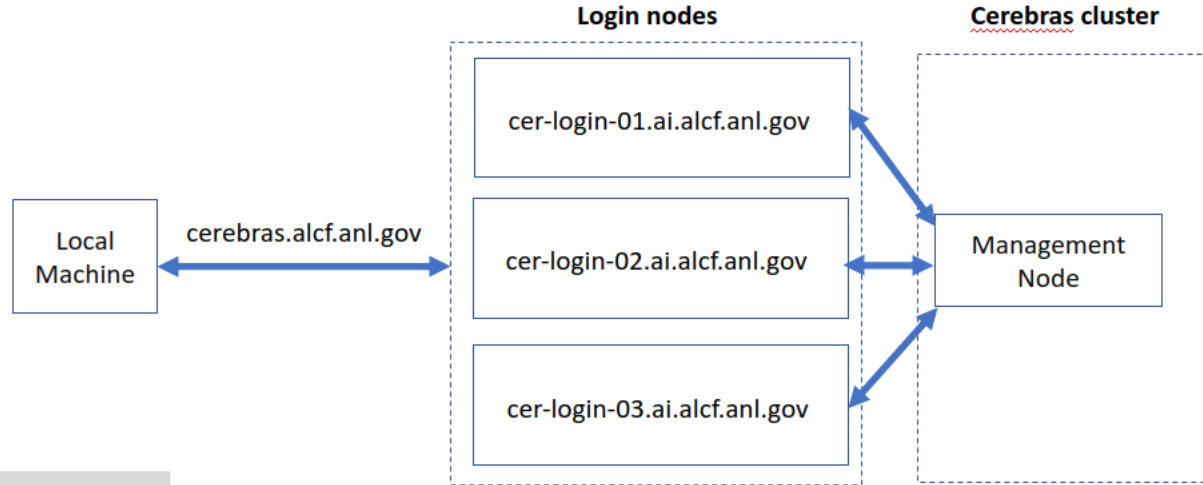 Login nodes
Cerebras cluster
cer-login-01.ai.alcf.anl.gov
Local
Machine
cerebras.alcf.anl.gov
cer-login-02.ai.alcf.anl.gov
Management
Node
cer-login-03.ai.alcf.anl.gov